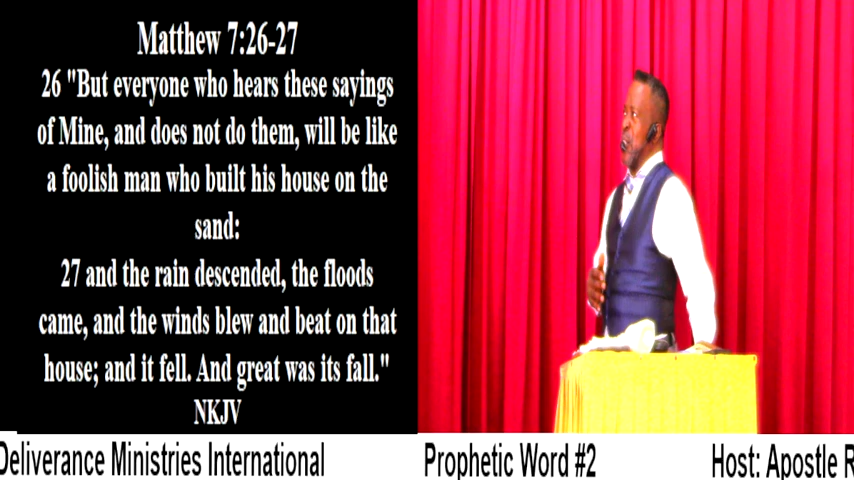 Matthew 7:26-27
26 "But everyone who hears these sayings
of Mine, and does not do them, will be like
a foolish man who built his house on the
sand:
27 and the rain descended, the floods
came, and the winds blew and beat on that
house; and it fell. And great was its fall."
NKJV
Deliverance Ministries International Prophetic Word #2 Host: Apostle R